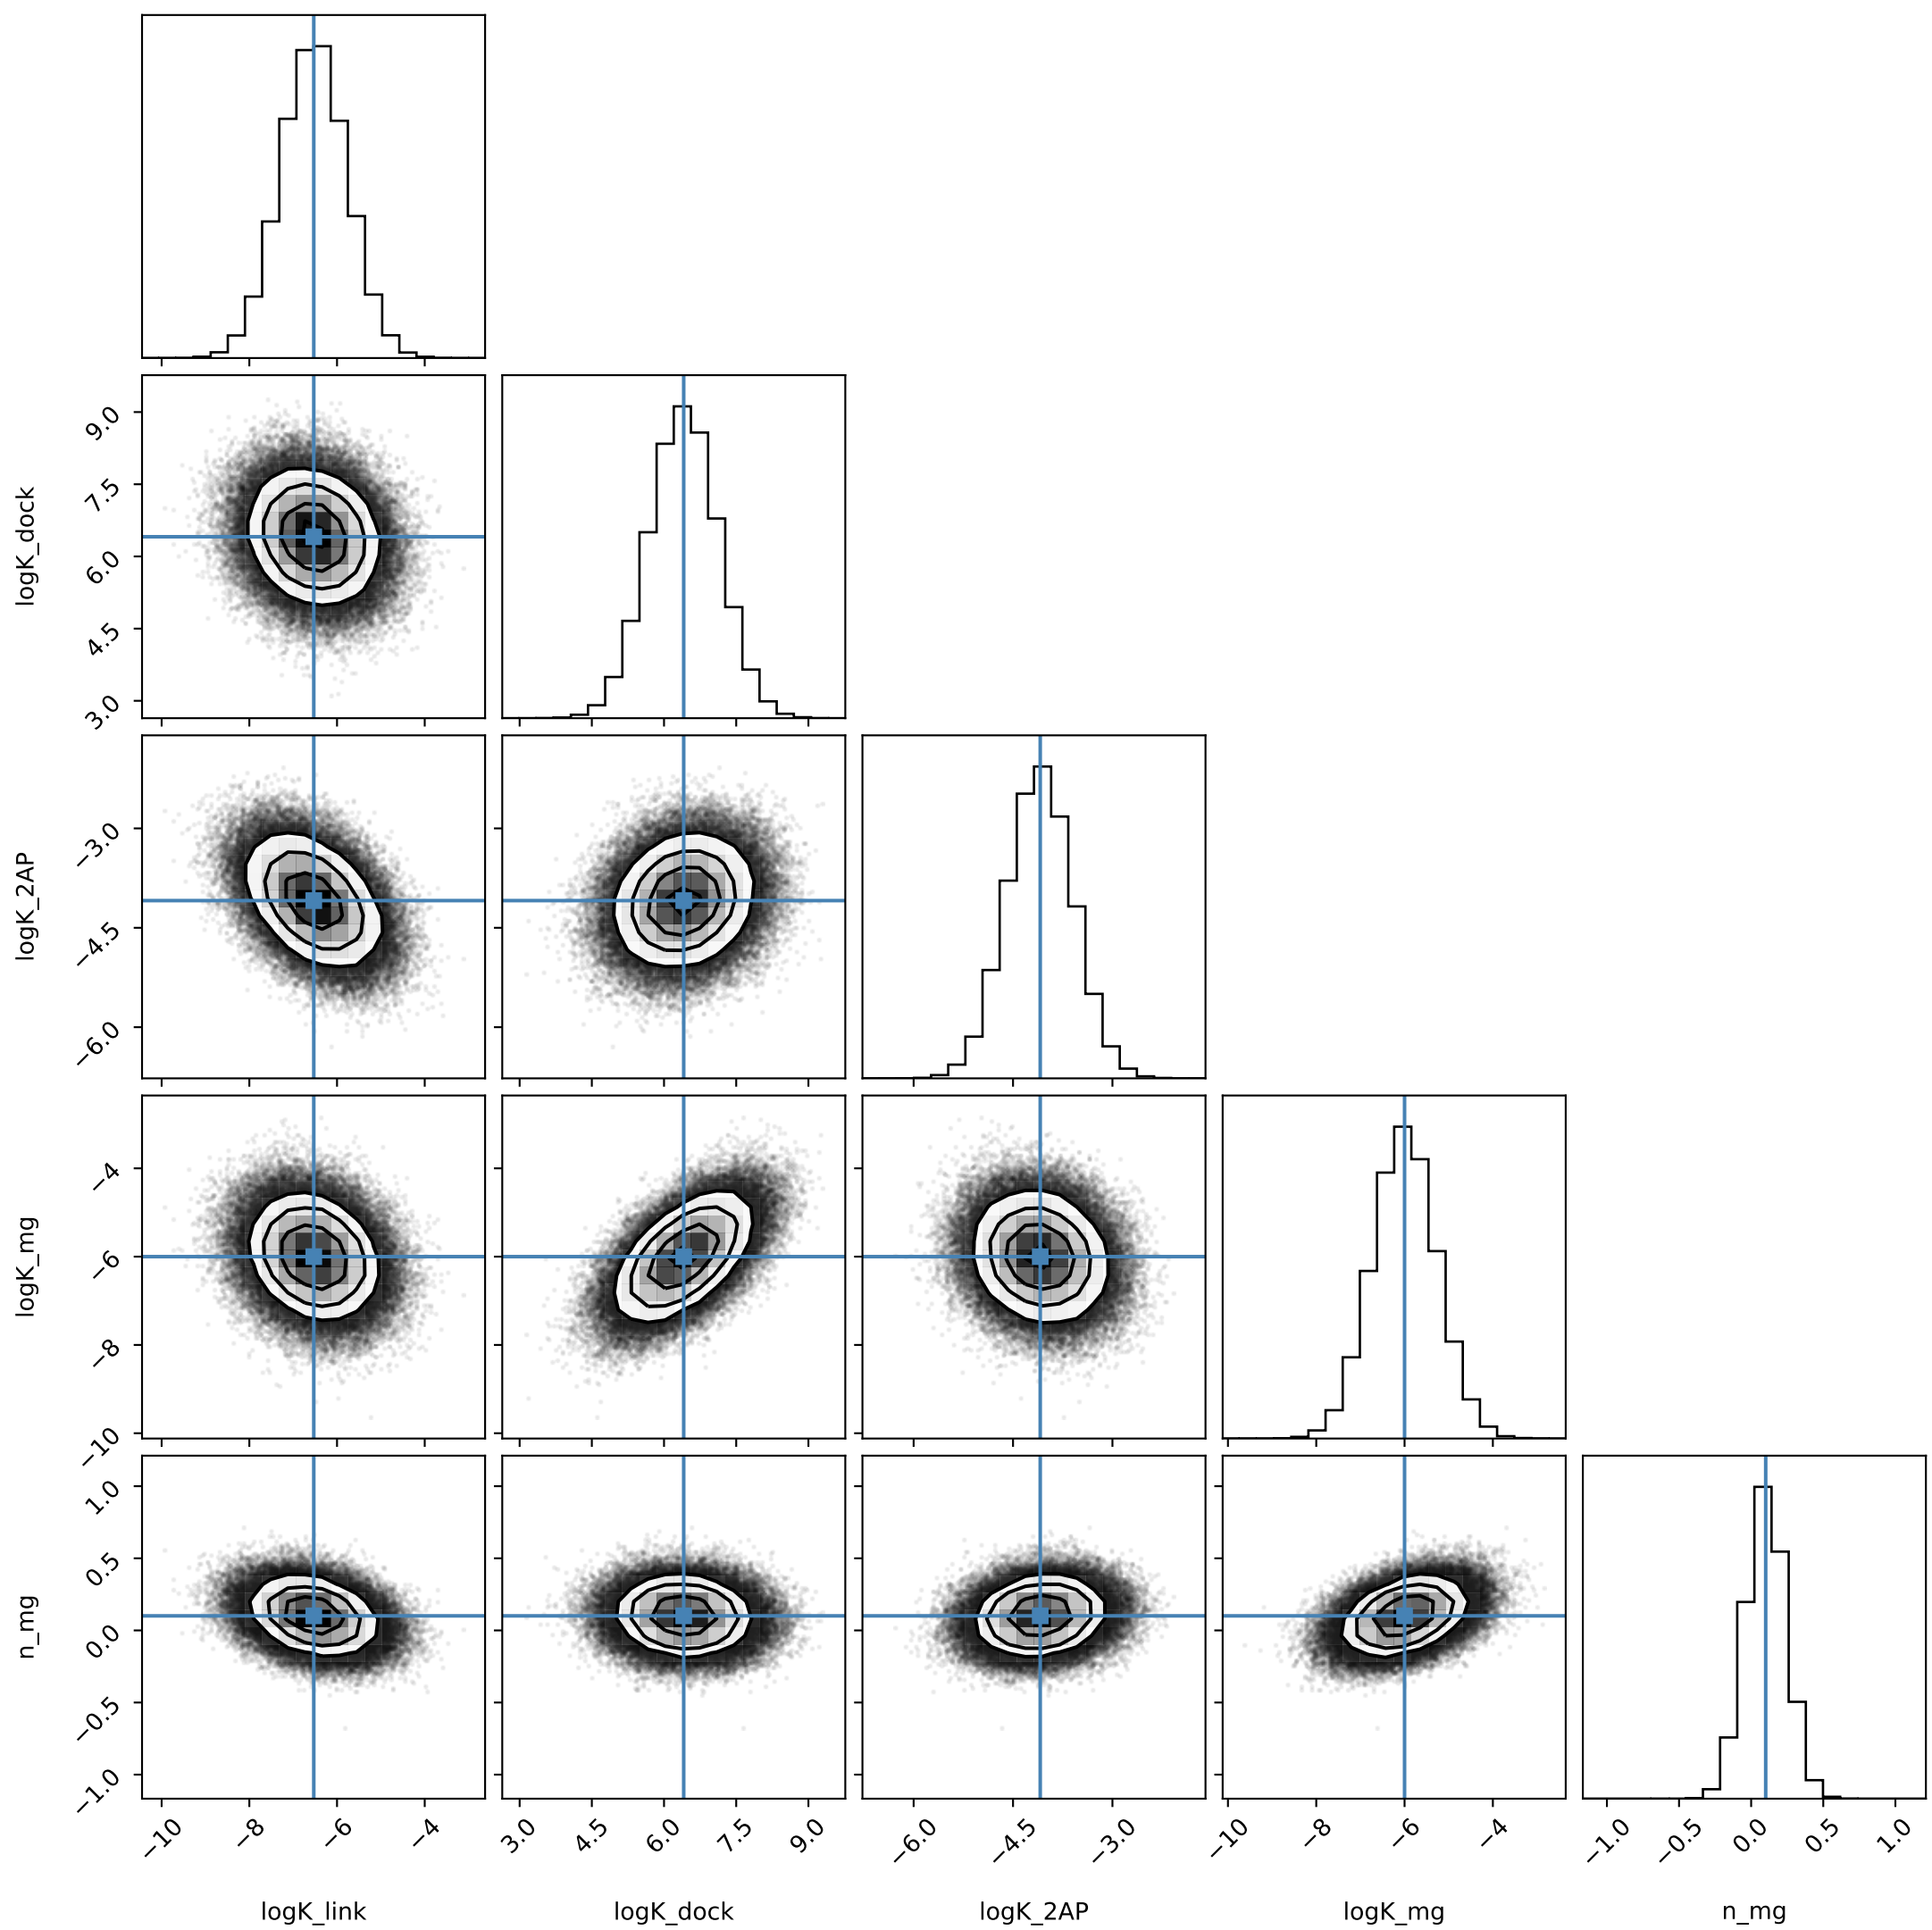 9.0
7.5
6.0
4.5
3.0
logK_dock
−3.0
−4.5
−6.0
logK_2AP
−4
−6
−8
−10
logK_mg
1.0
0.5
0.0
−0.5
−1.0
n_mg
−10 −8 −6 −4 3.0 4.5 6.0 7.5 9.0 −6.0 −4.5 −3.0 −10 −8 −6 −4 −1.0 −0.5 0.0 0.5 1.0
logK_link logK_dock logK_2AP logK_mg n_mg